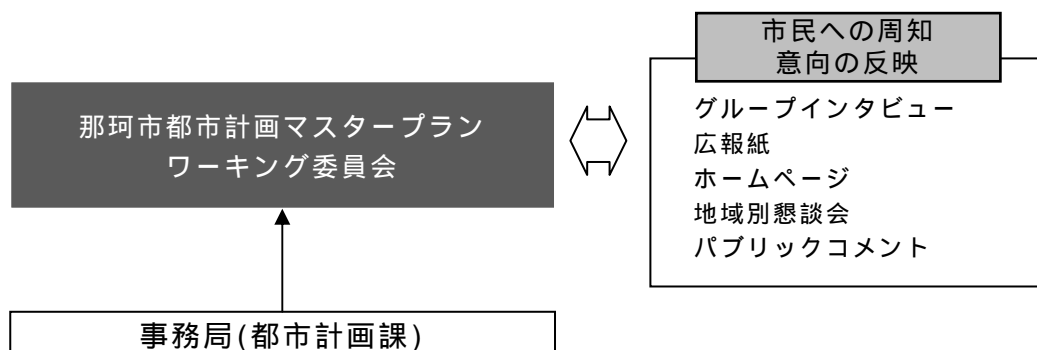 市民への周知
意向の反映
那珂市都市計画マスタープラン
ワーキング委員会
グループインタビュー
広報紙
ホームページ
地域別懇談会
パブリックコメント
事務局(都市計画課)